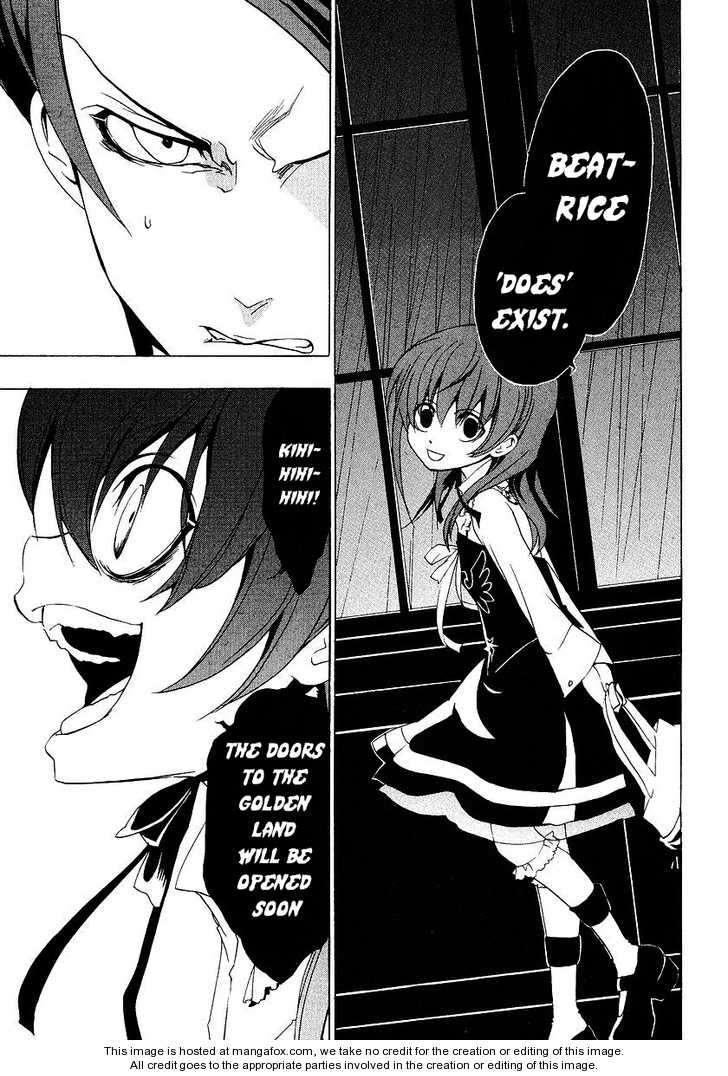 BEAT-
RICE
'DOES'
EXIST.
KIHI-
HIHI-
HIHI!
THE DOORS
TO THE
GOLDEN
LAND
WILL BE
OPENED
SOON
This image is hosted at mangafox.com, we take no credit for the creation or editing of this image.
All credit goes to the appropriate parties involved in the creation or editing of this image.